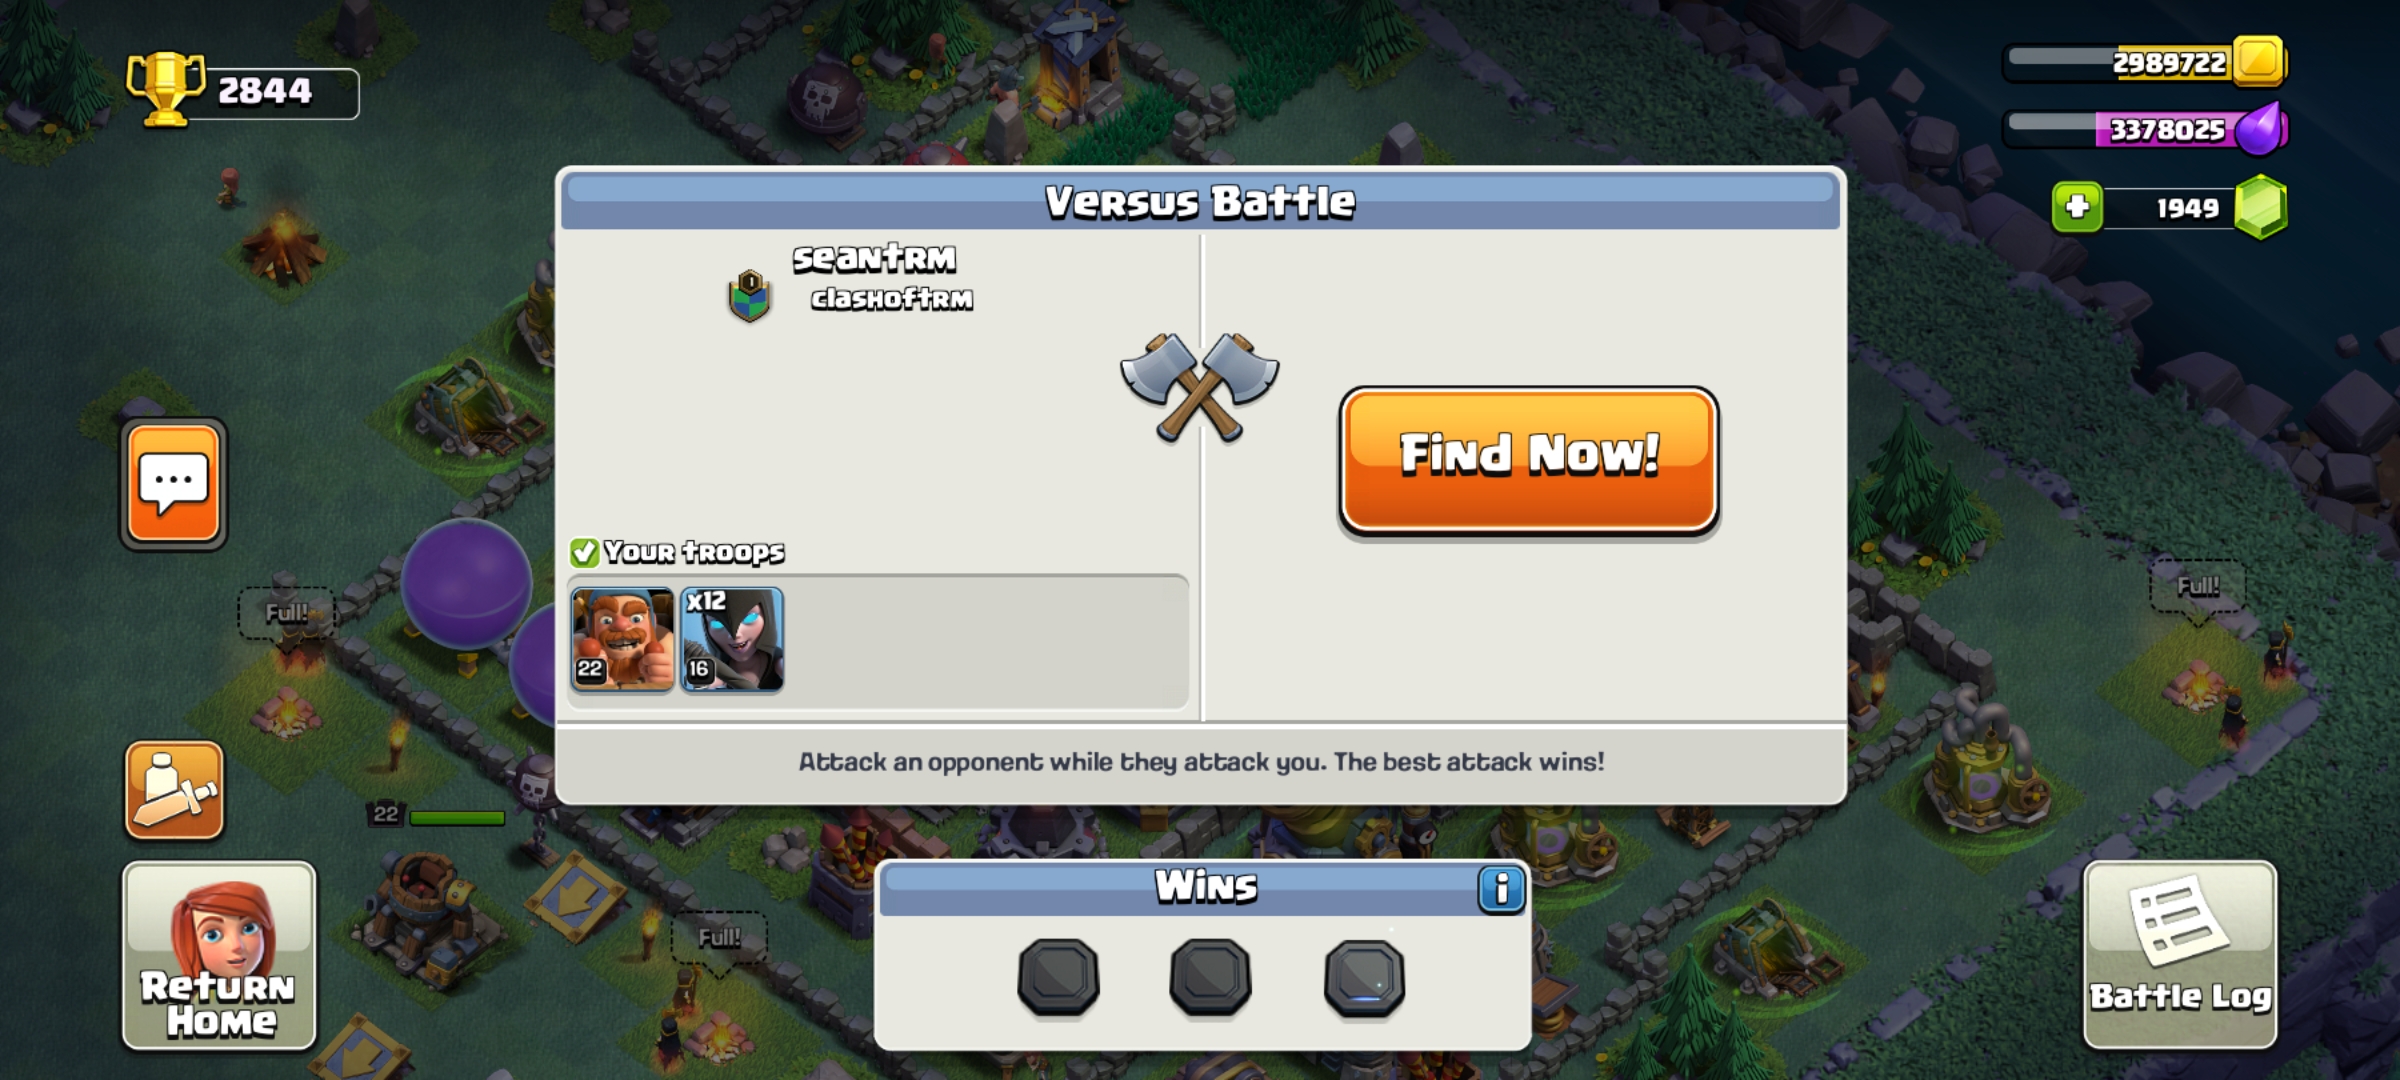 2844
2989722
3378025
1949
Versus Battle
seantrm
1
clashoftrm
Find Now!
Your troops
22
x12
16
Attack an opponent while they attack you. The best attack wins!
Full!
Full!
22
Full!
Wins
i
Return
Home
Battle Log